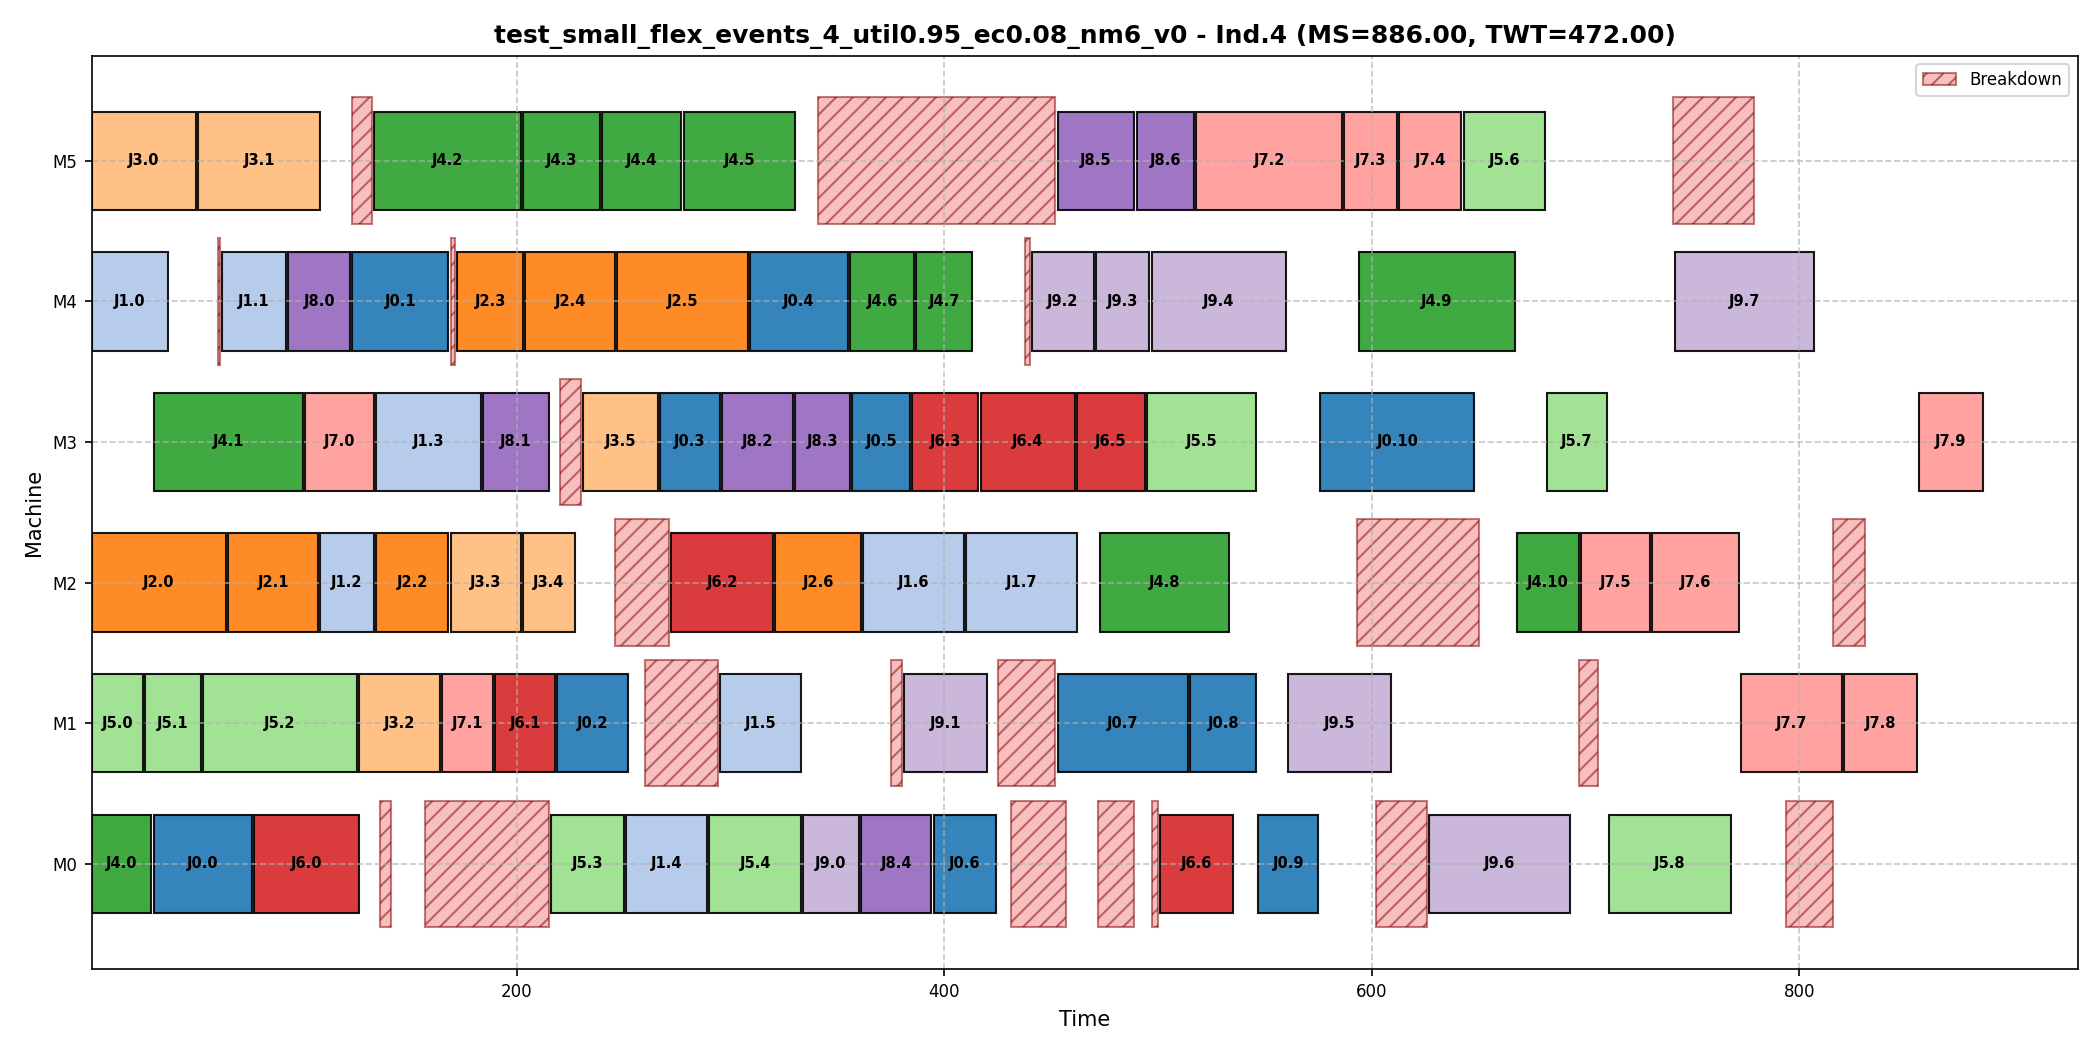 test_small_flex_events_4_util0.95_ec0.08_nm6_v0 - Ind.4 (MS=886.00, TWT=472.00)
Breakdown
M5
J3.0 J3.1 J4.2 J4.3 J4.4 J4.5 J8.5 J8.6 J7.2 J7.3 J7.4 J5.6
M4
J1.0 J1.1 J8.0 J0.1 J2.3 J2.4 J2.5 J0.4 J4.6 J4.7 J9.2 J9.3 J9.4 J4.9 J9.7
M3
J4.1 J7.0 J1.3 J8.1 J3.5 J0.3 J8.2 J8.3 J0.5 J6.3 J6.4 J6.5 J5.5 J0.10 J5.7 J7.9
Machine
M2
J2.0 J2.1 J1.2 J2.2 J3.3 J3.4 J6.2 J2.6 J1.6 J1.7 J4.8 J4.10 J7.5 J7.6
M1
J5.0 J5.1 J5.2 J3.2 J7.1 J6.1 J0.2 J1.5 J9.1 J0.7 J0.8 J9.5 J7.7 J7.8
M0
J4.0 J0.0 J6.0 J5.3 J1.4 J5.4 J9.0 J8.4 J0.6 J6.6 J0.9 J9.6 J5.8
200 400 600 800
Time